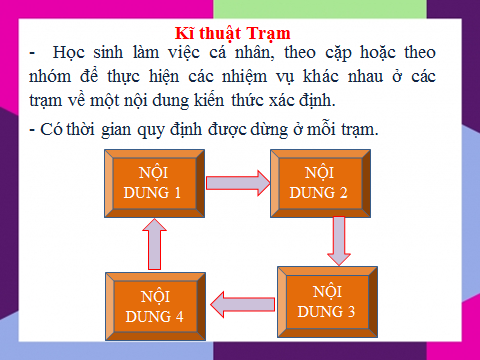 Kĩ thuật Trạm
- Học sinh làm việc cá nhân, theo cặp hoặc theo
nhóm để thực hiện các nhiệm vụ khác nhau ở các
trạm về một nội dung kiến thức xác định.
- Có thời gian quy định được dừng ở mỗi trạm.
NỘI
DUNG 1
NỘI
DUNG 2
NỘI
DUNG 3
NỘI
DUNG 4